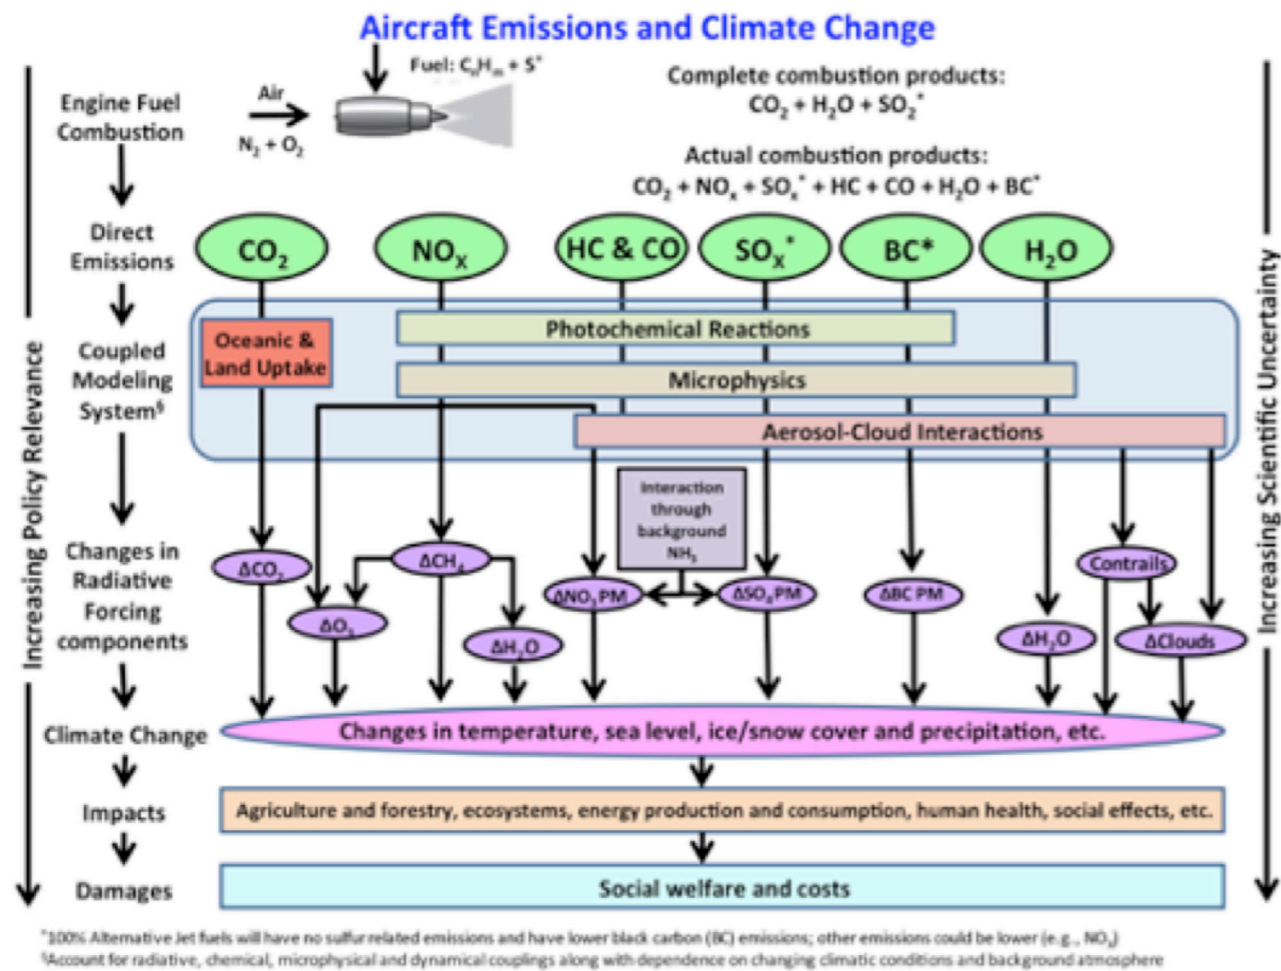 Aircraft Emissions and Climate Change
Increasing Policy Relevance
Increasing Scientific Uncertainty
Engine Fuel
Combustion
Air
N₂ + O₂
Fuel: CₙHₘ + S*
Complete combustion products:
CO₂ + H₂O + SO₂*
Actual combustion products:
CO₂ + NOₓ + SOₓ* + HC + CO + H₂O + BC*
Direct
Emissions
CO₂
NOₓ
HC & CO
SOₓ*
BC*
H₂O
Coupled
Modeling
System§
Oceanic &
Land Uptake
Photochemical Reactions
Microphysics
Aerosol-Cloud Interactions
Interaction
through
background
NH₃
Changes in
Radiative
Forcing
components
ΔCO₂
ΔO₃
ΔCH₄
ΔH₂O
ΔNO₃ PM
ΔSO₄ PM
ΔBC PM
ΔH₂O
Contrails
ΔClouds
Climate Change
Changes in temperature, sea level, ice/snow cover and precipitation, etc.
Impacts
Agriculture and forestry, ecosystems, energy production and consumption, human health, social effects, etc.
Damages
Social welfare and costs
*100% Alternative Jet fuels will have no sulfur related emissions and have lower black carbon (BC) emissions; other emissions could be lower (e.g., NOₓ)
§Account for radiative, chemical, microphysical and dynamical couplings along with dependence on changing climatic conditions and background atmosphere